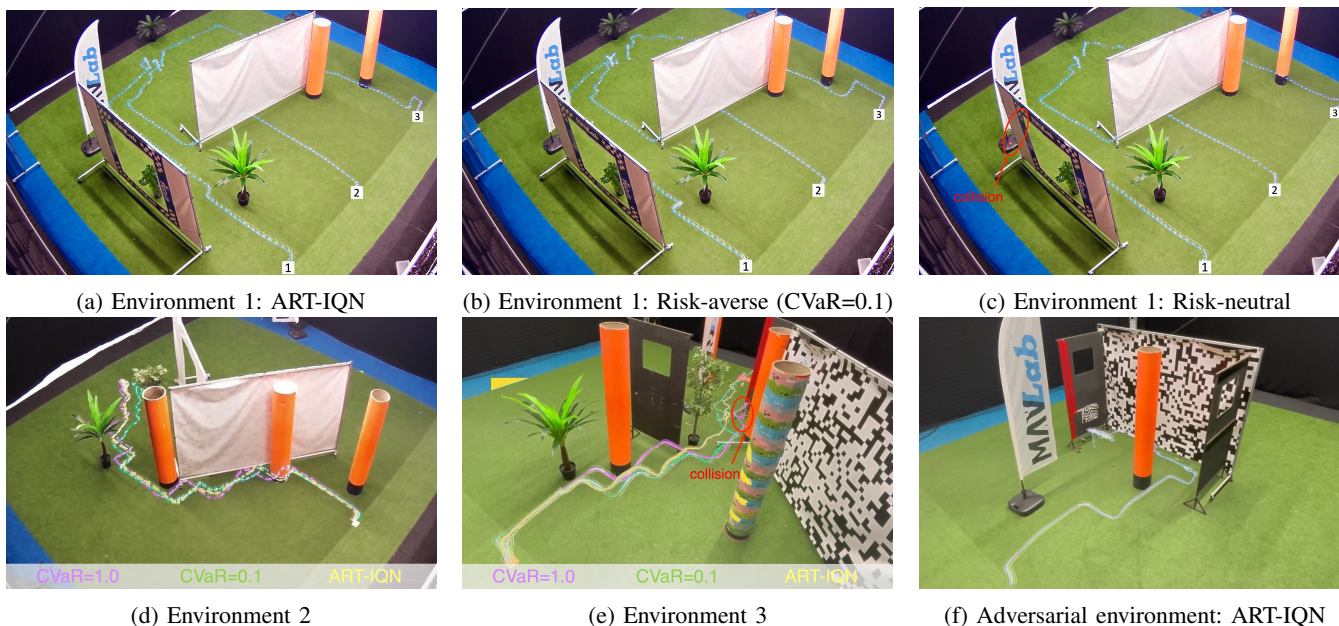 MAVLab
3
2
1
(a) Environment 1: ART-IQN
Lab
3
2
1
(b) Environment 1: Risk-averse (CVaR=0.1)
Lab
3
collision
2
1
(c) Environment 1: Risk-neutral
CVaR=1.0 CVaR=0.1 ART-IQN
(d) Environment 2
collision
CVaR=1.0 CVaR=0.1 ART-IQN
(e) Environment 3
MAVLab
(f) Adversarial environment: ART-IQN